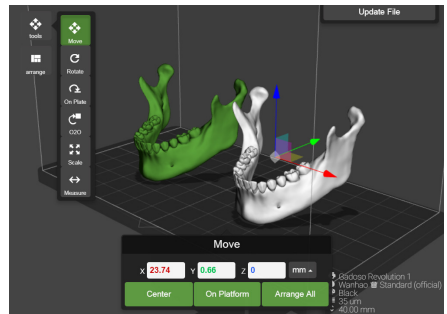 Update File
tools
Move
arrange
Rotate
On Plate
O2O
Scale
Measure
Move
X 23.74 Y 0.66 Z 0 mm
Center On Platform Arrange All
Gadoso Revolution 1
Wanhao Standard (official)
Black
35 um
40.00 mm